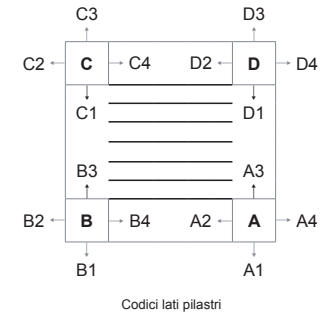 C3 D3
C2 C C4 D2 D D4
C1 D1
B3 A3
B2 B B4 A2 A A4
B1 A1
Codici lati pilastri